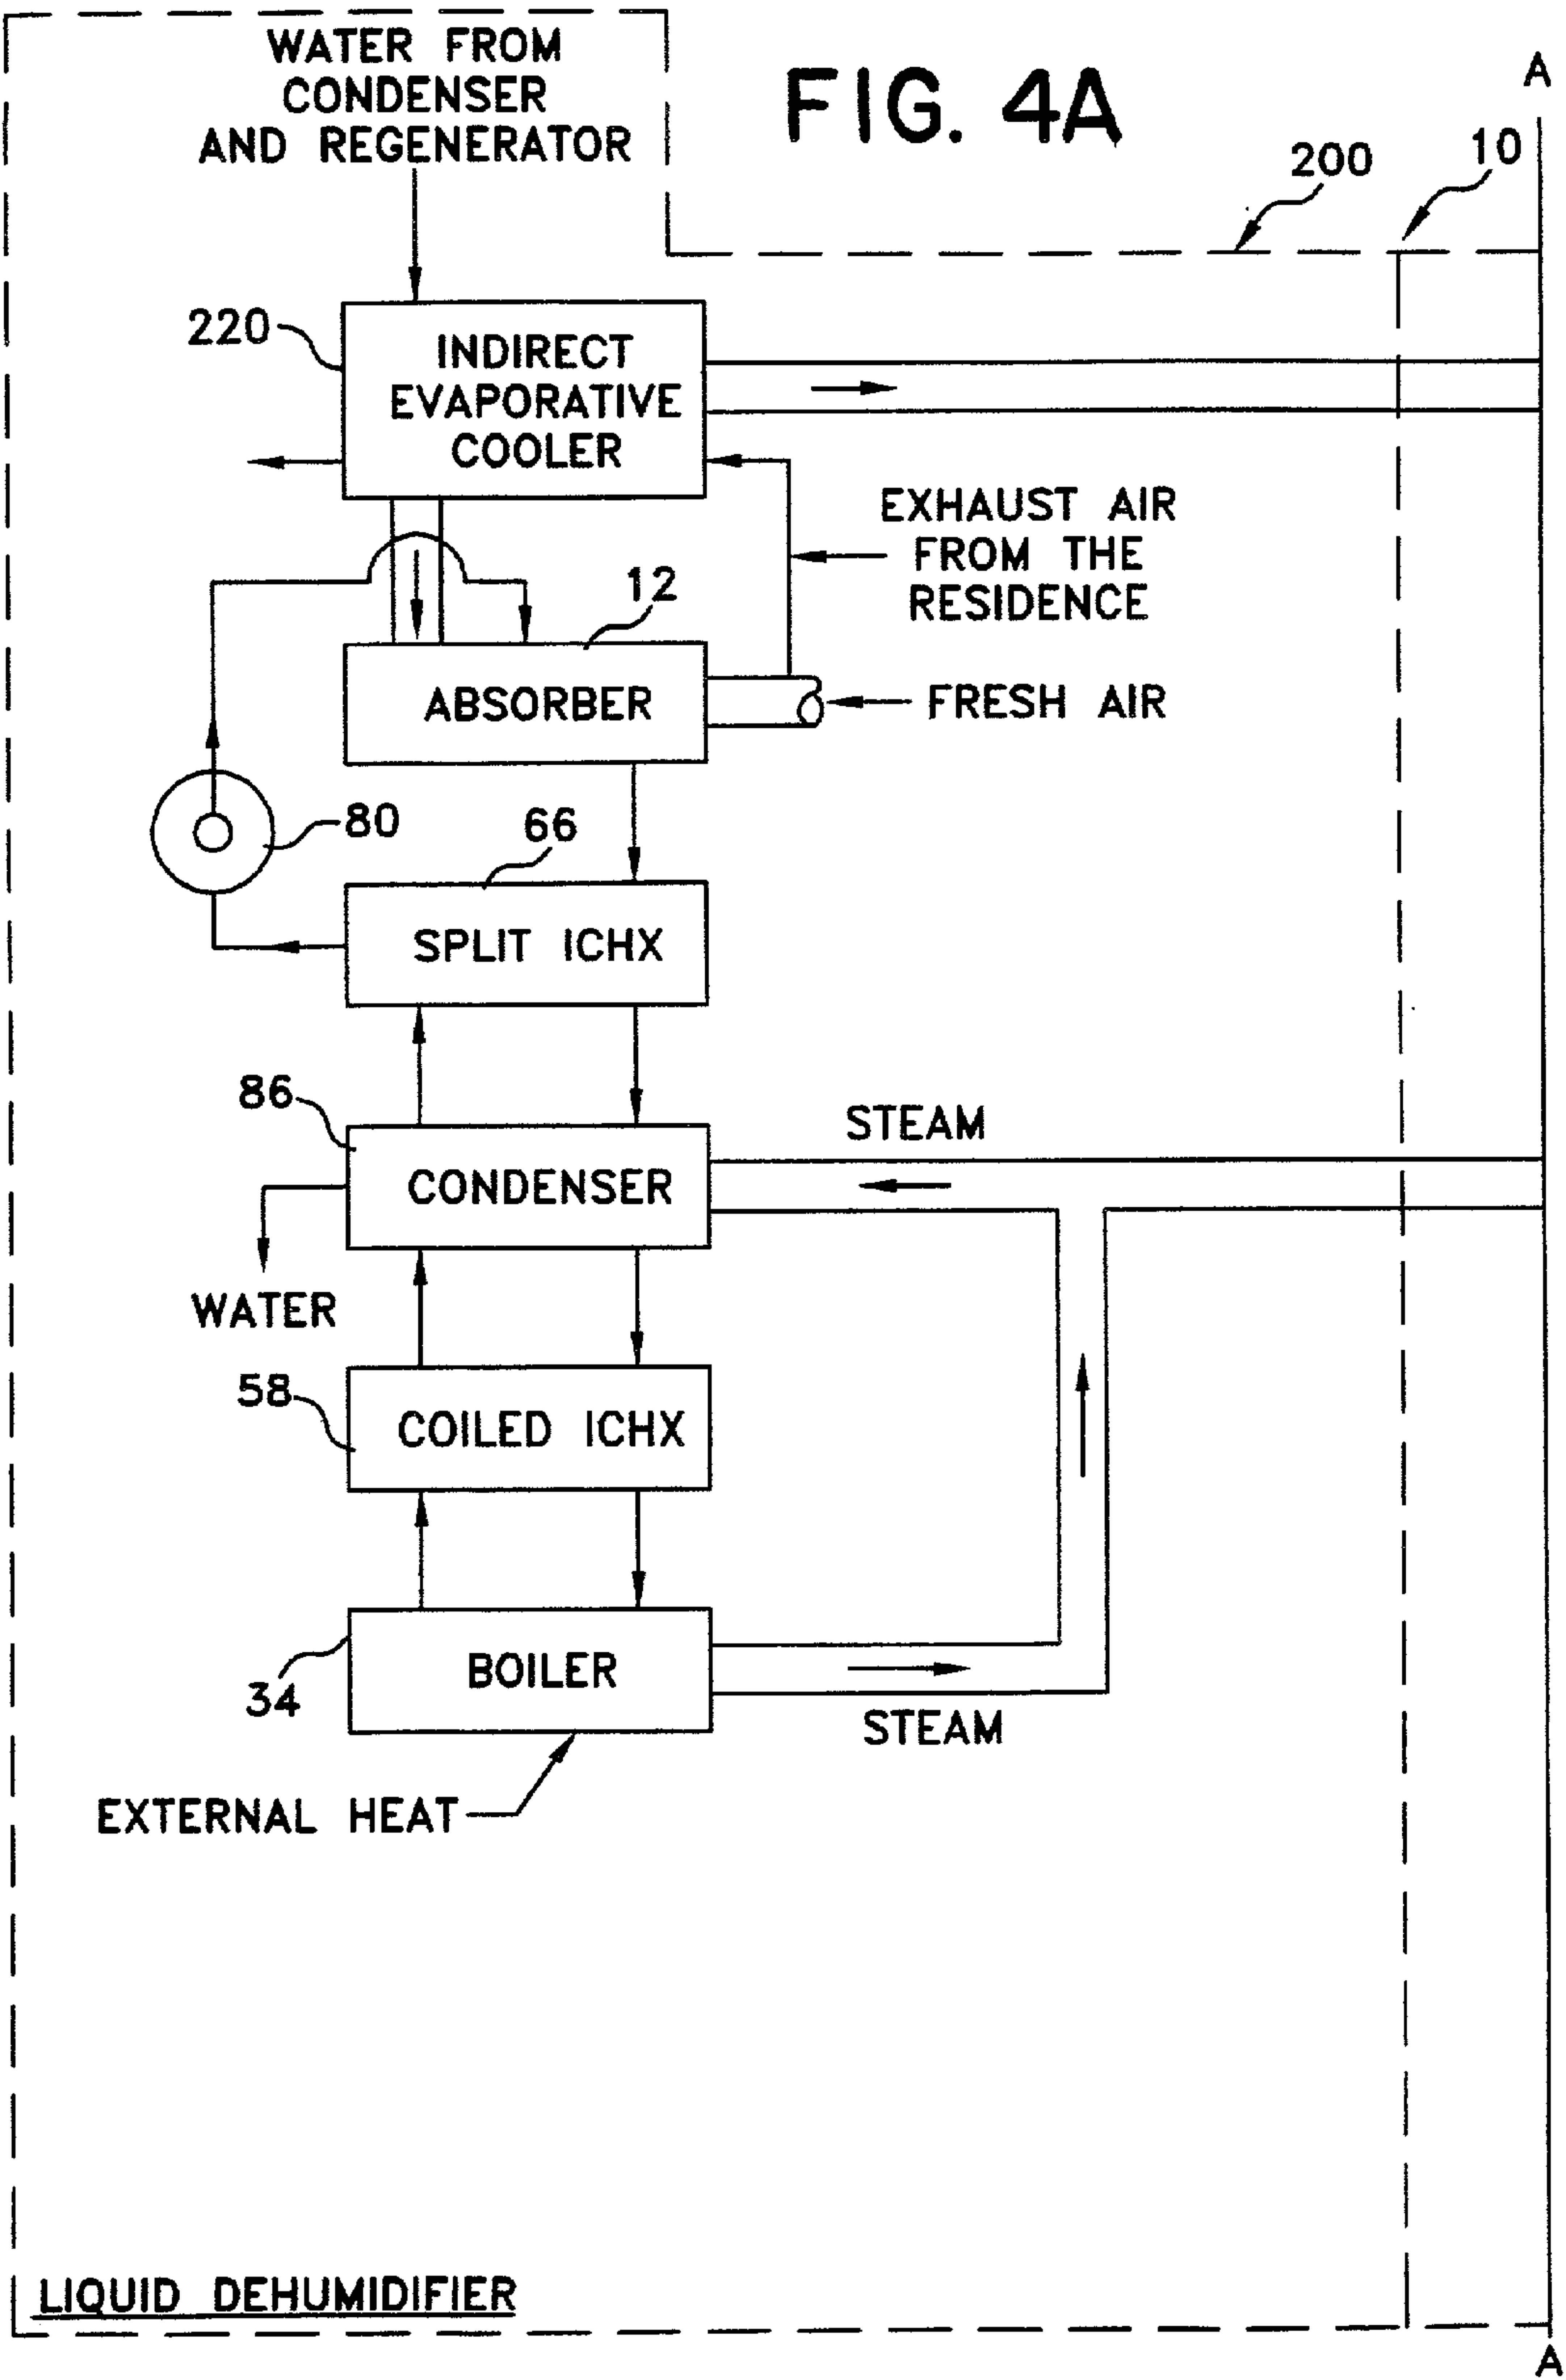 WATER FROM
CONDENSER
AND REGENERATOR
FIG. 4A
A
200
10
220
INDIRECT
EVAPORATIVE
COOLER
EXHAUST AIR
FROM THE
RESIDENCE
12
ABSORBER
FRESH AIR
80
66
SPLIT ICHX
86
STEAM
CONDENSER
WATER
58
COILED ICHX
34
BOILER
STEAM
EXTERNAL HEAT
LIQUID DEHUMIDIFIER
A